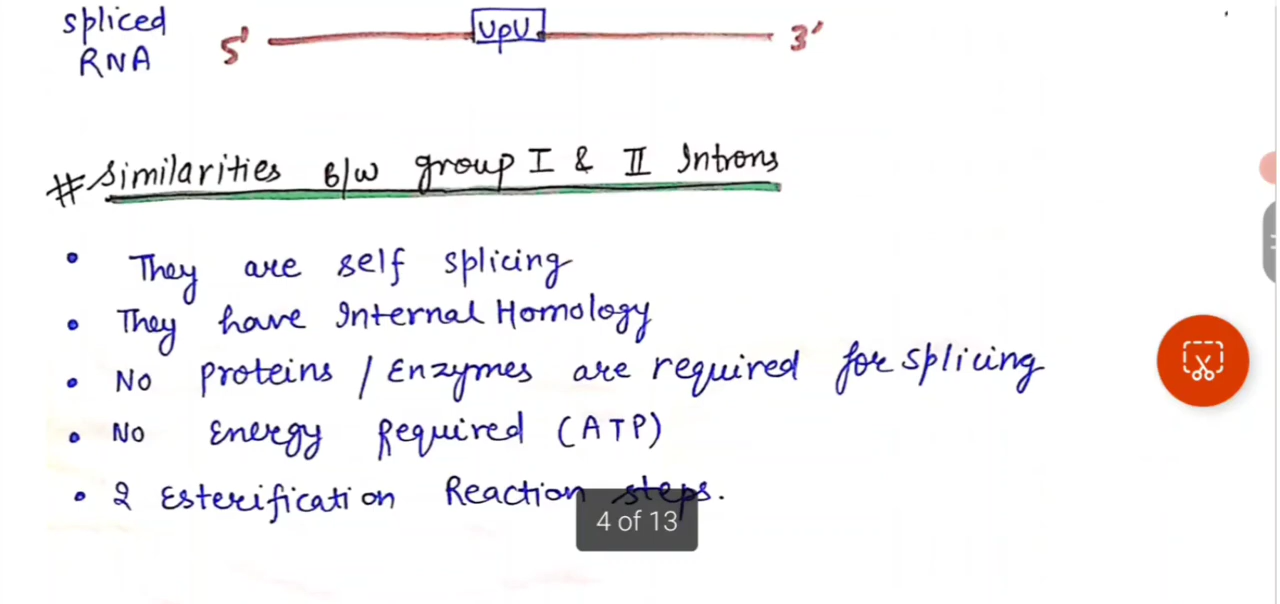 spliced
RNA
5' UpU 3'
# Similarities b/w group I & II Introns
• They are self splicing
• They have Internal Homology
• No proteins / Enzymes are required for splicing
• No Energy Required (ATP)
• 2 Esterification Reaction steps.
4 of 13